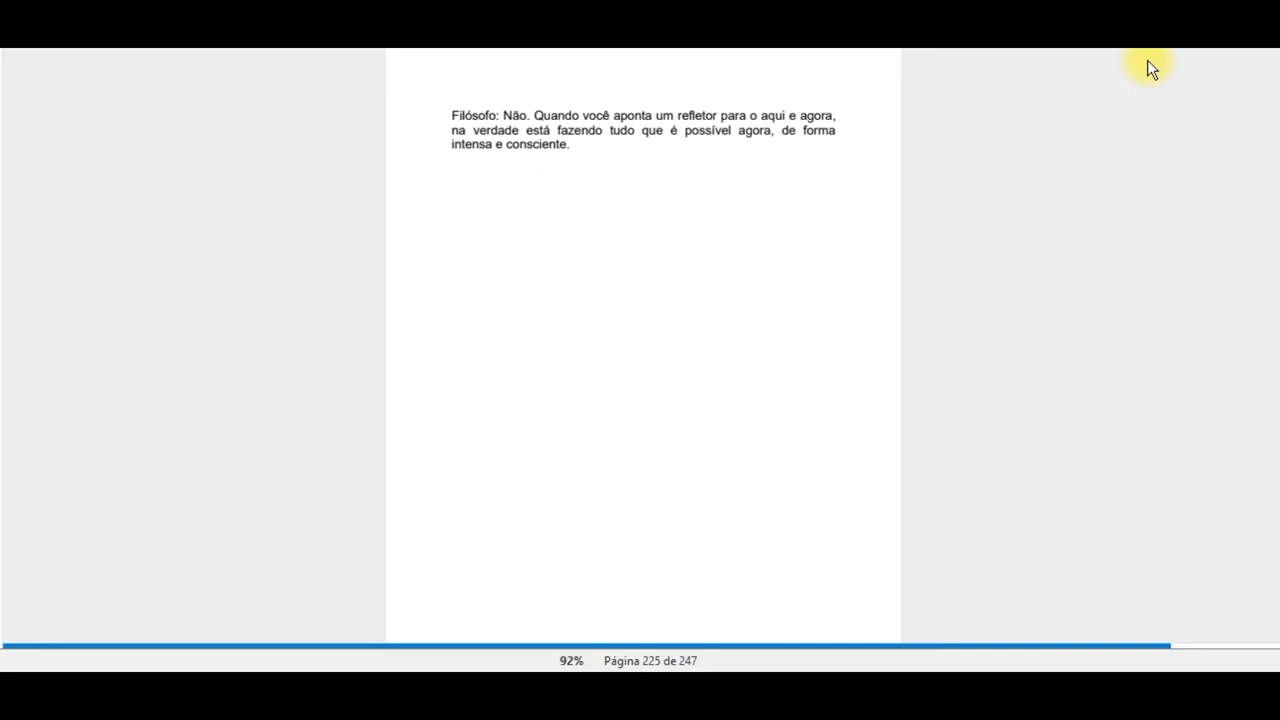 Filósofo: Não. Quando você aponta um refletor para o aqui e agora,
na verdade está fazendo tudo que é possível agora, de forma
intensa e consciente.
92% Página 225 de 247